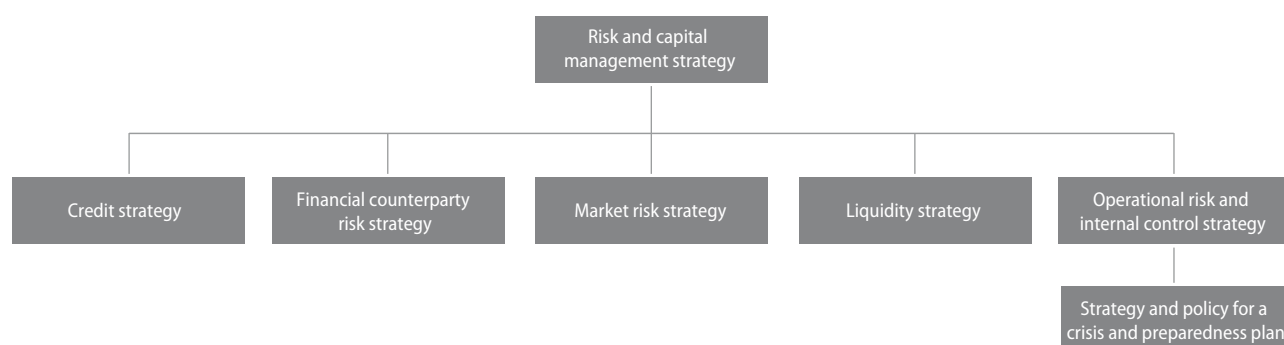 Risk and capital
management strategy
Credit strategy
Financial counterparty
risk strategy
Market risk strategy
Liquidity strategy
Operational risk and
internal control strategy
Strategy and policy for a
crisis and preparedness plan